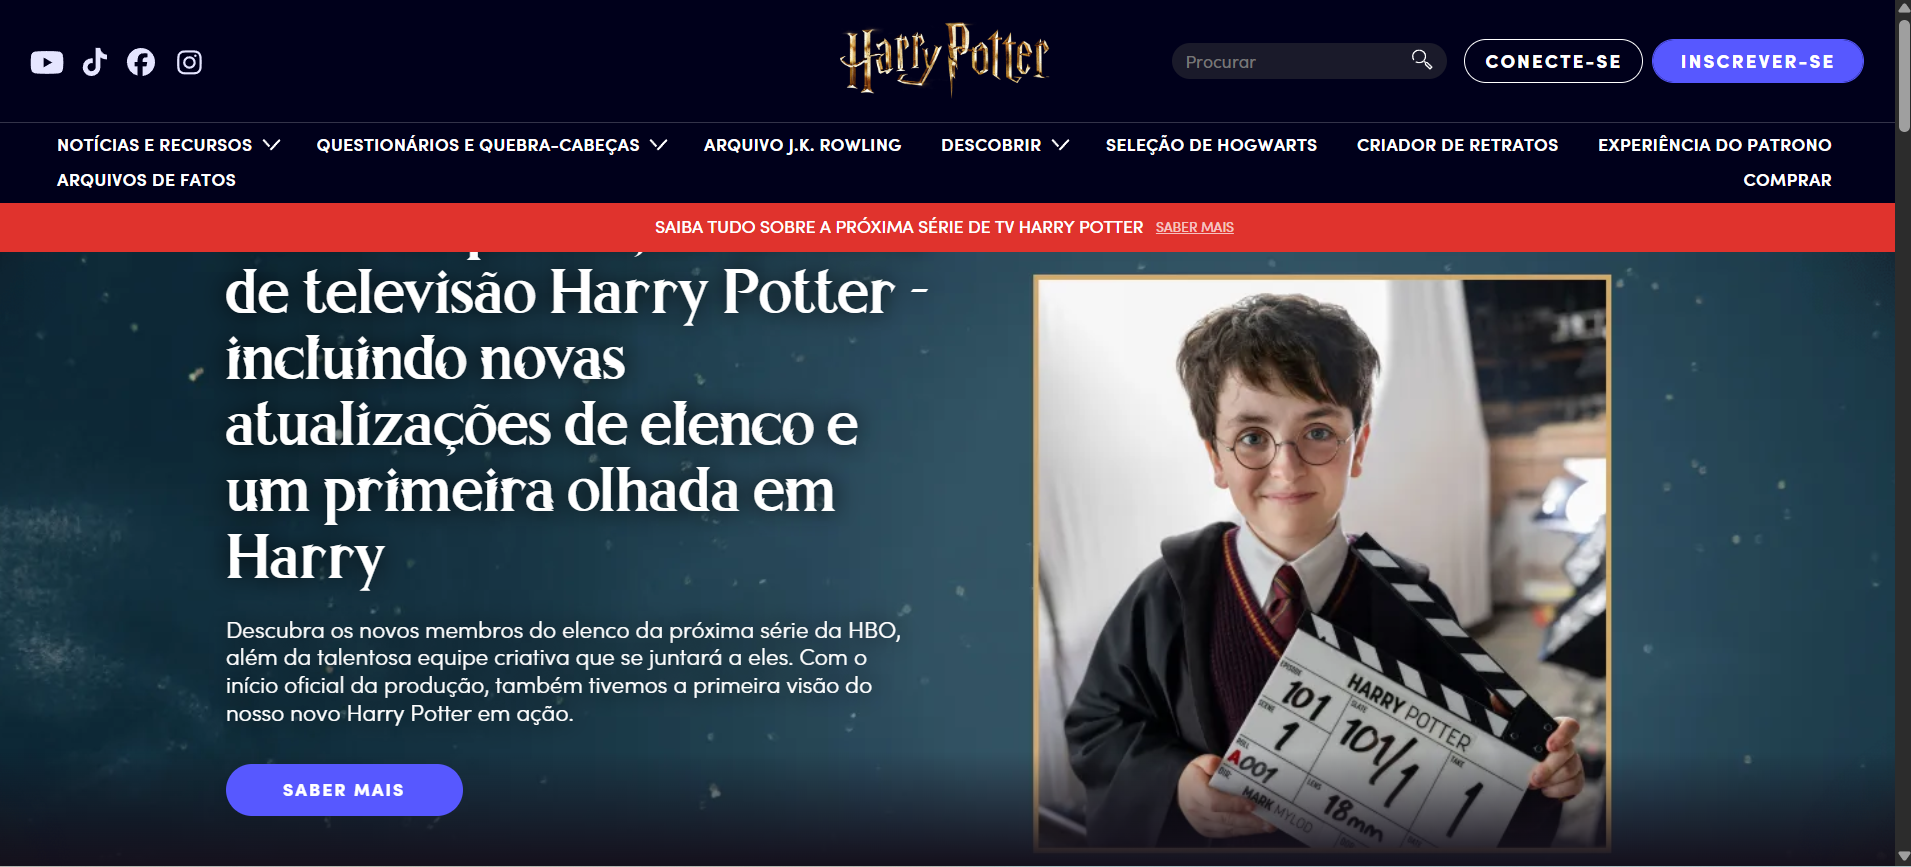 Harry Potter
Procurar
CONECTE-SE
INSCREVER-SE
NOTÍCIAS E RECURSOS
QUESTIONÁRIOS E QUEBRA-CABEÇAS
ARQUIVO J.K. ROWLING
DESCOBRIR
SELEÇÃO DE HOGWARTS
CRIADOR DE RETRATOS
EXPERIÊNCIA DO PATRONO
ARQUIVOS DE FATOS
COMPRAR
SAIBA TUDO SOBRE A PRÓXIMA SÉRIE DE TV HARRY POTTER SABER MAIS
de televisão Harry Potter -
incluindo novas
atualizações de elenco e
um primeira olhada em
Harry
Descubra os novos membros do elenco da próxima série da HBO,
além da talentosa equipe criativa que se juntará a eles. Com o
início oficial da produção, também tivemos a primeira visão do
nosso novo Harry Potter em ação.
SABER MAIS
HARRY POTTER
EPISODE
101
SLATE
101/1
SCENE
1
TAKE
1
ROLL
A001
LENS
18mm
DIR:
MARK MYLOD